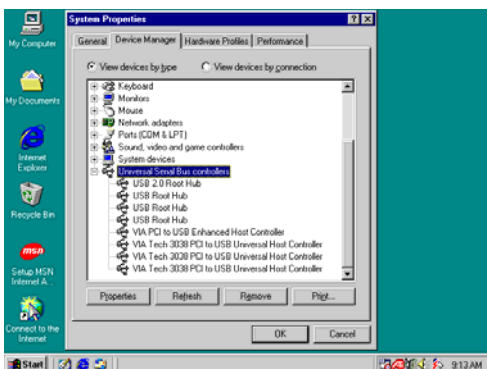 System Properties
General Device Manager Hardware Profiles Performance
View devices by type View devices by connection
Keyboard
Monitors
Mouse
Network adapters
Ports (COM & LPT)
Sound, video and game controllers
System devices
Universal Serial Bus controllers
USB 2.0 Root Hub
USB Root Hub
USB Root Hub
USB Root Hub
VIA PCI to USB Enhanced Host Controller
VIA Tech 3038 PCI to USB Universal Host Controller
VIA Tech 3038 PCI to USB Universal Host Controller
VIA Tech 3038 PCI to USB Universal Host Controller
Properties Refresh Remove Print...
OK Cancel
My Computer
My Documents
Internet
Explorer
Recycle Bin
msn
Setup MSN
Internet A...
Connect to the
Internet
Start 9:13 AM